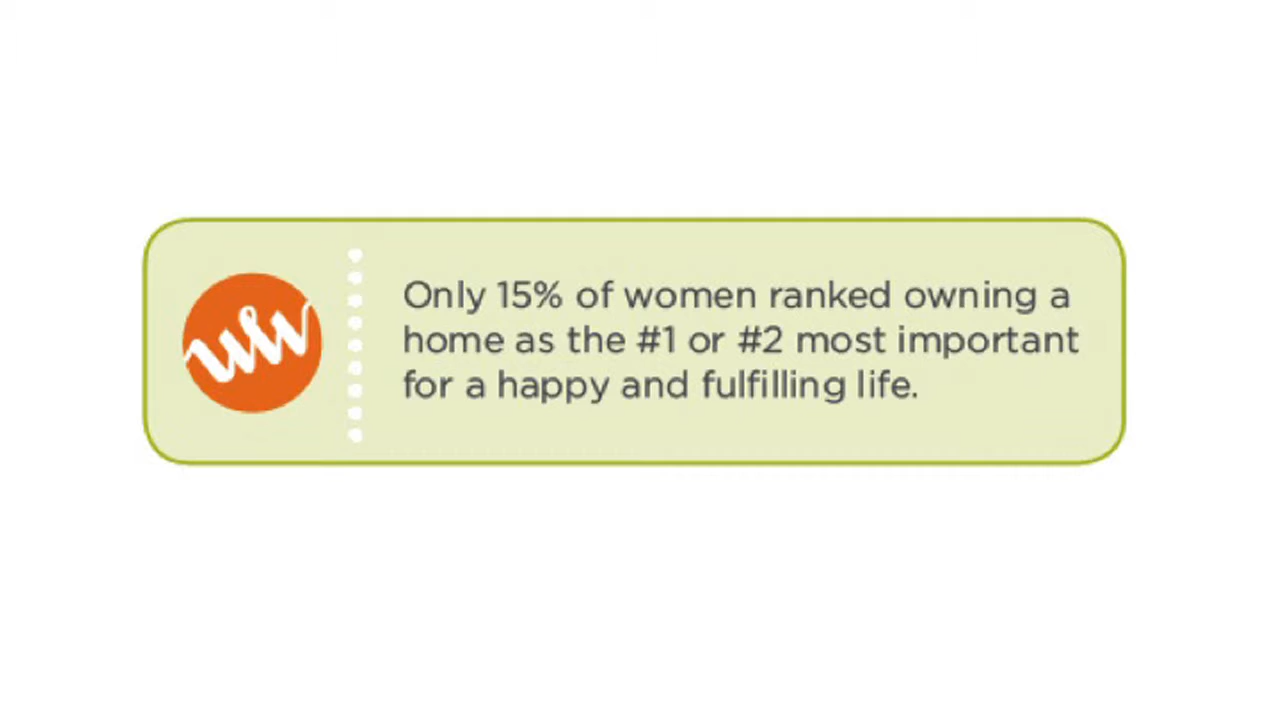 Only 15% of women ranked owning a
home as the #1 or #2 most important
for a happy and fulfilling life.